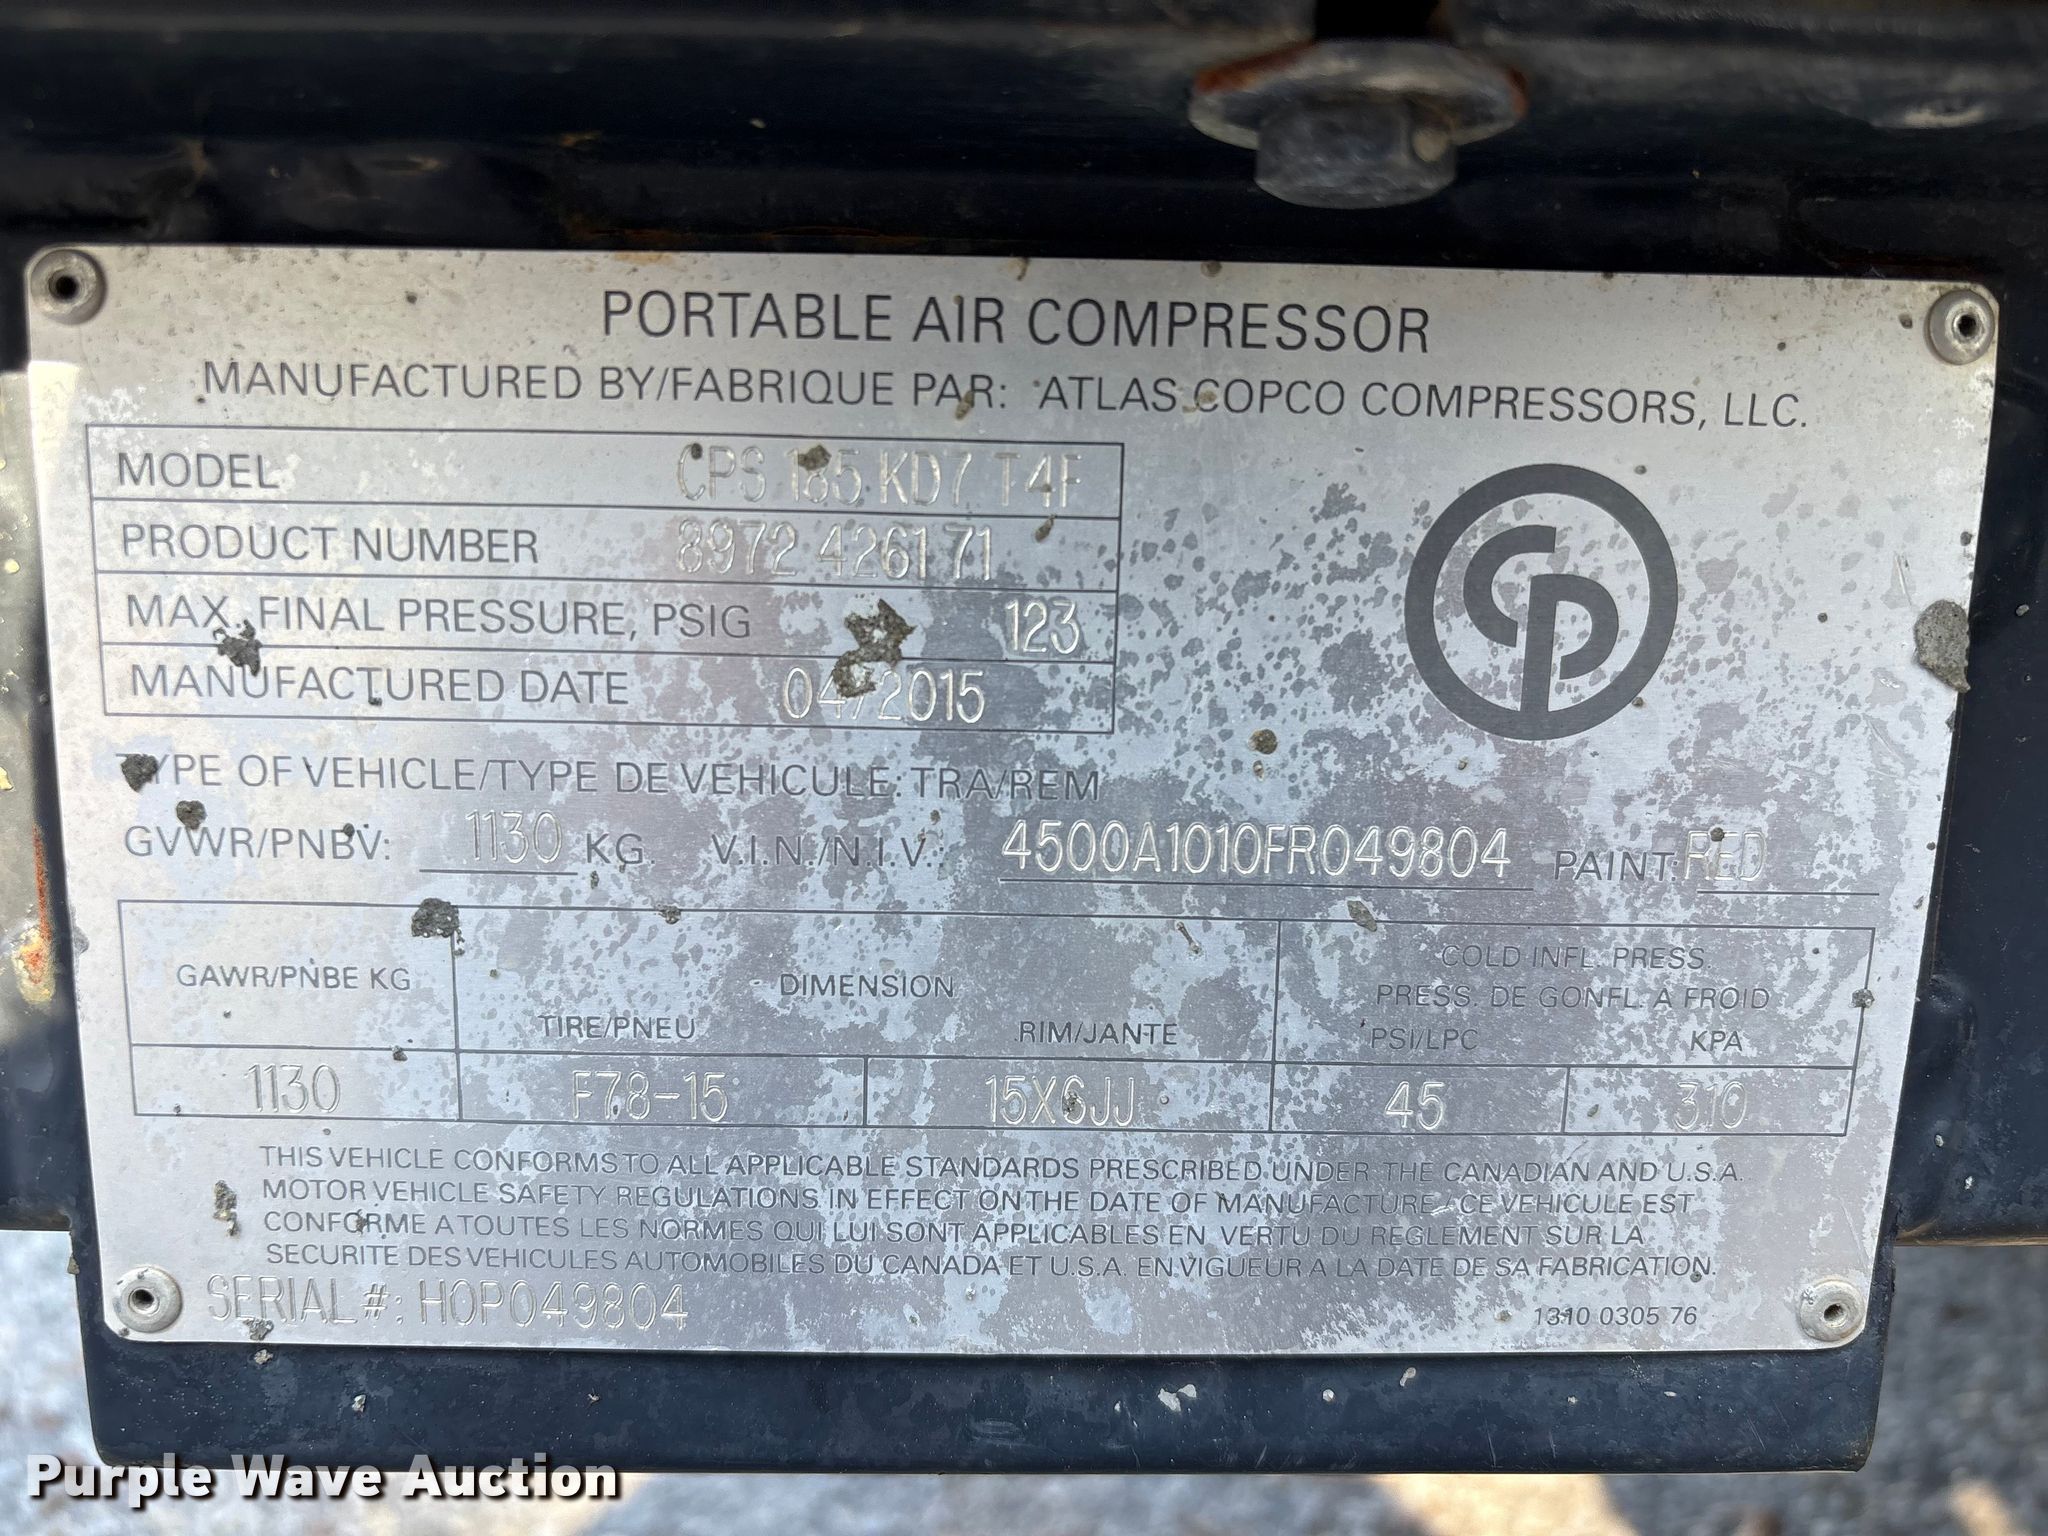 PORTABLE AIR COMPRESSOR
MANUFACTURED BY/FABRIQUE PAR: ATLAS COPCO COMPRESSORS, LLC.
MODEL CPS 185 KD7 T4F
PRODUCT NUMBER 8972 4261 71
MAX. FINAL PRESSURE, PSIG 123
MANUFACTURED DATE 04/2015
CP
TYPE OF VEHICLE/TYPE DE VEHICULE: TRA/REM
GVWR/PNBV: 1130 KG. V.I.N./N.I.V: 4500A1010FR049804 PAINT: RED
GAWR/PNBE KG DIMENSION COLD INFL. PRESS.
PRESS. DE GONFL. A FROID
TIRE/PNEU RIM/JANTE PSI/LPC KPA
1130 F78-15 15X6JJ 45 310
THIS VEHICLE CONFORMS TO ALL APPLICABLE STANDARDS PRESCRIBED UNDER THE CANADIAN AND U.S.A.
MOTOR VEHICLE SAFETY REGULATIONS IN EFFECT ON THE DATE OF MANUFACTURE / CE VEHICULE EST
CONFORME A TOUTES LES NORMES QUI LUI SONT APPLICABLES EN VERTU DU REGLEMENT SUR LA
SECURITE DES VEHICULES AUTOMOBILES DU CANADA ET U.S.A. EN VIGUEUR A LA DATE DE SA FABRICATION.
SERIAL #: HOP049804
1310 0305 76
Purple Wave Auction